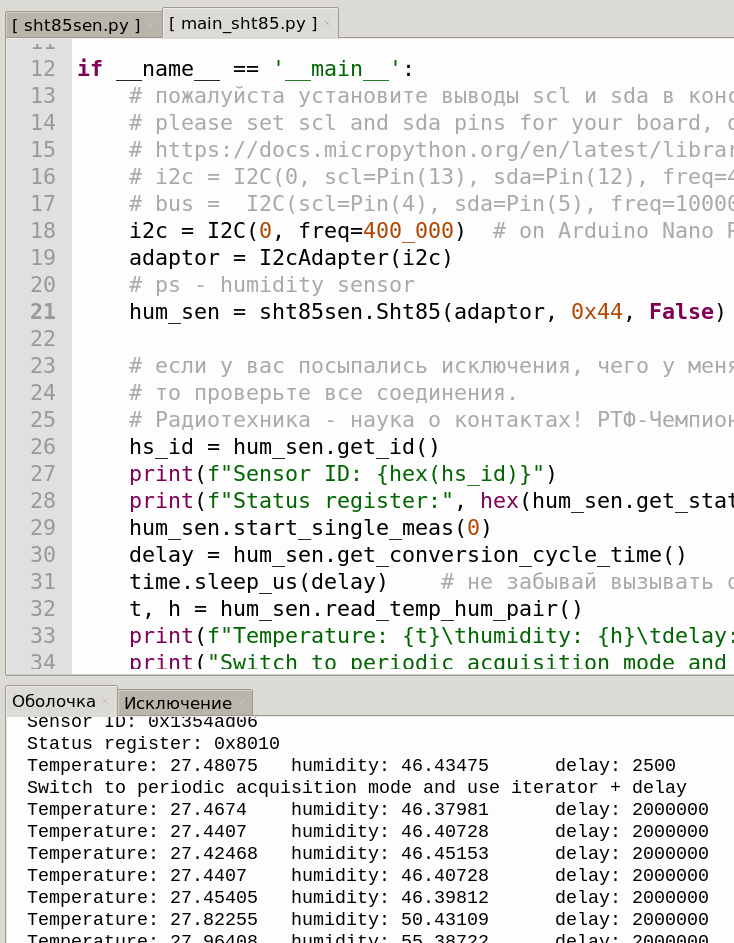 [ sht85sen.py ] [ main_sht85.py ]
11
12 if __name__ == '__main__':
13 # пожалуйста установите выводы scl и sda в
14 # please set scl and sda pins for your board,
15 # https://docs.micropython.org/en/latest/
16 # i2c = I2C(0, scl=Pin(13), sda=Pin(12),
17 # bus =  I2C(scl=Pin(4), sda=Pin(5),
18 i2c = I2C(0, freq=400_000)  # on Arduino Nano
19 adaptor = I2cAdapter(i2c)
20 # ps - humidity sensor
21 hum_sen = sht85sen.Sht85(adaptor, 0x44, False)
22
23 # если у вас посыпались исключения, чего у меня
24 # то проверьте все соединения.
25 # Радиотехника - наука о контактах! РТФ-Чемпион
26 hs_id = hum_sen.get_id()
27 print(f"Sensor ID: {hex(hs_id)}")
28 print(f"Status register:", hex(hum_sen.get_stat
29 hum_sen.start_single_meas(0)
30 delay = hum_sen.get_conversion_cycle_time()
31 time.sleep_us(delay)    # не забывай вызывать
32 t, h = hum_sen.read_temp_hum_pair()
33 print(f"Temperature: {t}\thumidity: {h}\tdelay:
34 print("Switch to periodic acquisition mode and
Оболочка Исключение
Sensor ID: 0x1354ad06
Status register: 0x8010
Temperature: 27.48075   humidity: 46.43475      delay: 2500
Switch to periodic acquisition mode and use iterator + delay
Temperature: 27.4674    humidity: 46.37981      delay: 2000000
Temperature: 27.4407    humidity: 46.40728      delay: 2000000
Temperature: 27.42468   humidity: 46.45153      delay: 2000000
Temperature: 27.4407    humidity: 46.40728      delay: 2000000
Temperature: 27.45405   humidity: 46.39812      delay: 2000000
Temperature: 27.82255   humidity: 50.43109      delay: 2000000
Temperature: 27.96408   humidity: 55.38722      delay: 2000000